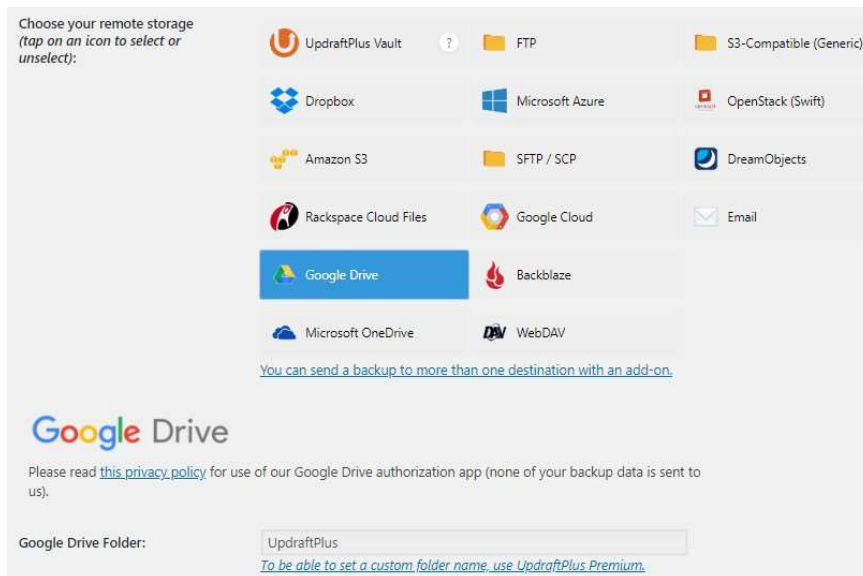 Choose your remote storage
(tap on an icon to select or
unselect):
UpdraftPlus Vault ? FTP S3-Compatible (Generic)
Dropbox Microsoft Azure OpenStack (Swift)
Amazon S3 SFTP / SCP DreamObjects
Rackspace Cloud Files Google Cloud Email
Google Drive Backblaze
Microsoft OneDrive DAV WebDAV
You can send a backup to more than one destination with an add-on.
Google Drive
Please read this privacy policy for use of our Google Drive authorization app (none of your backup data is sent to
us).
Google Drive Folder: UpdraftPlus
To be able to set a custom folder name, use UpdraftPlus Premium.